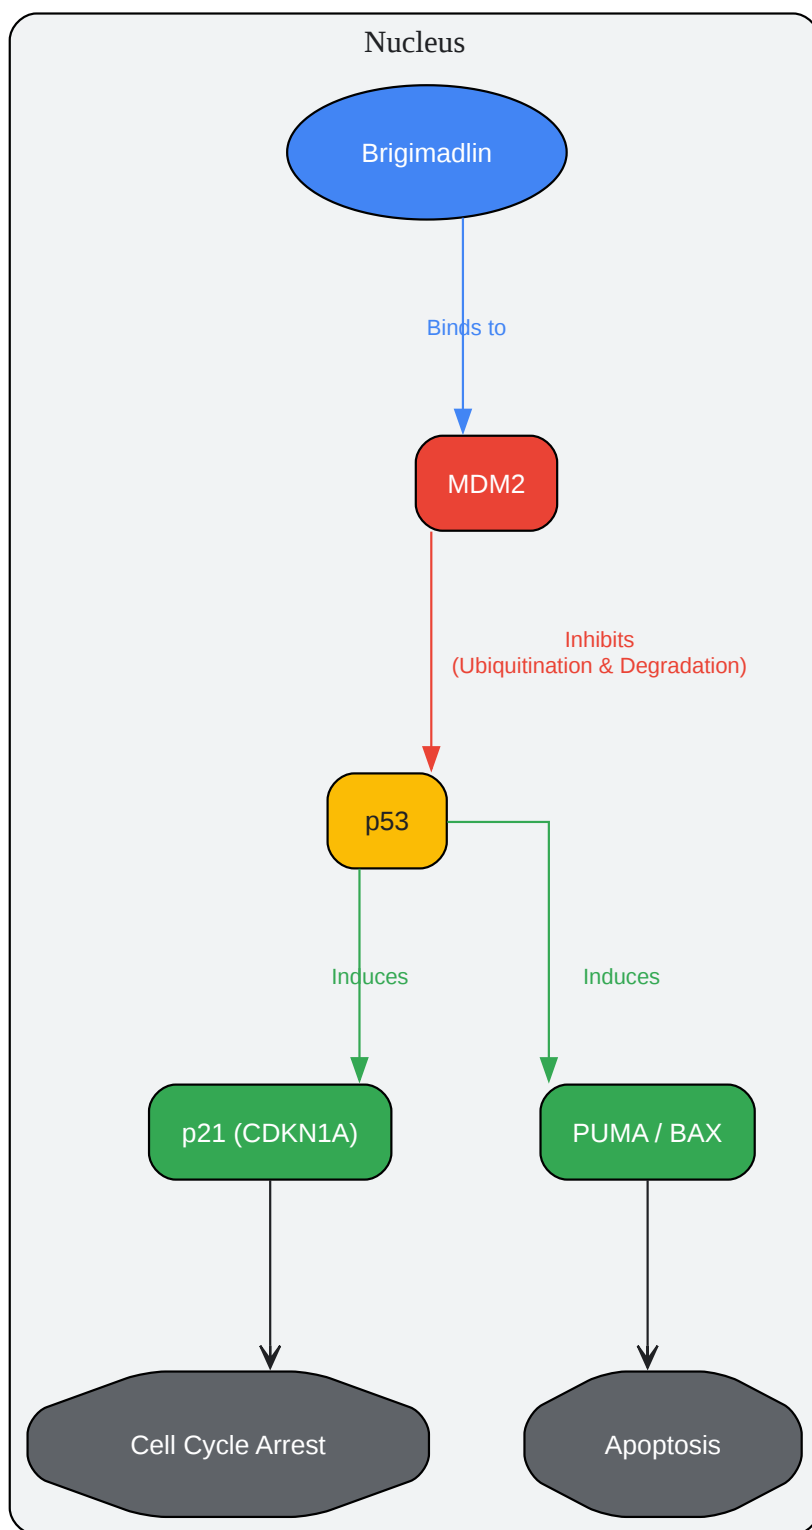 Nucleus
Brigimadlin
Binds to
MDM2
Inhibits
(Ubiquitination & Degradation)
p53
Induces
Induces
p21 (CDKN1A)
PUMA / BAX
Cell Cycle Arrest
Apoptosis